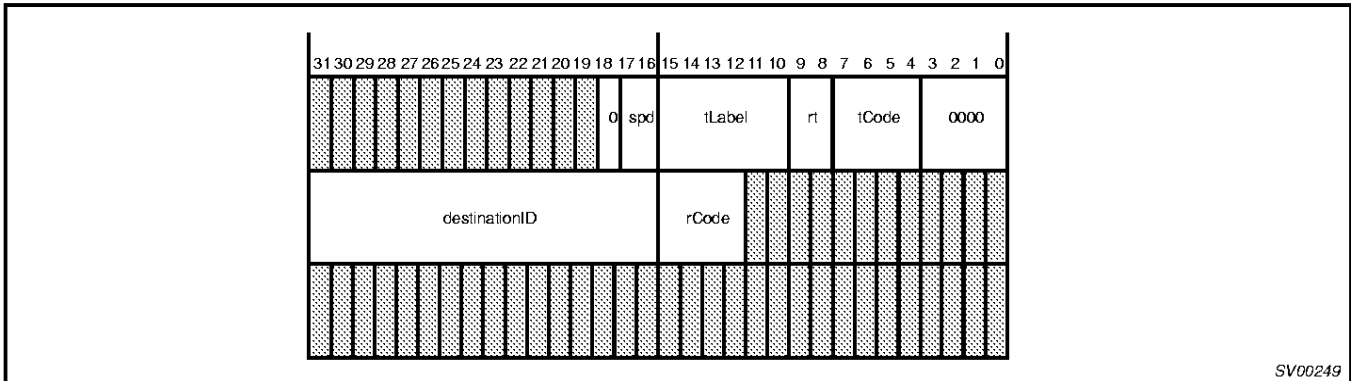 31 30 29 28 27 26 25 24 23 22 21 20 19 18 17 16 15 14 13 12 11 10 9 8 7 6 5 4 3 2 1 0
0 spd tLabel rt tCode 0000
destinationID rCode
SV00249